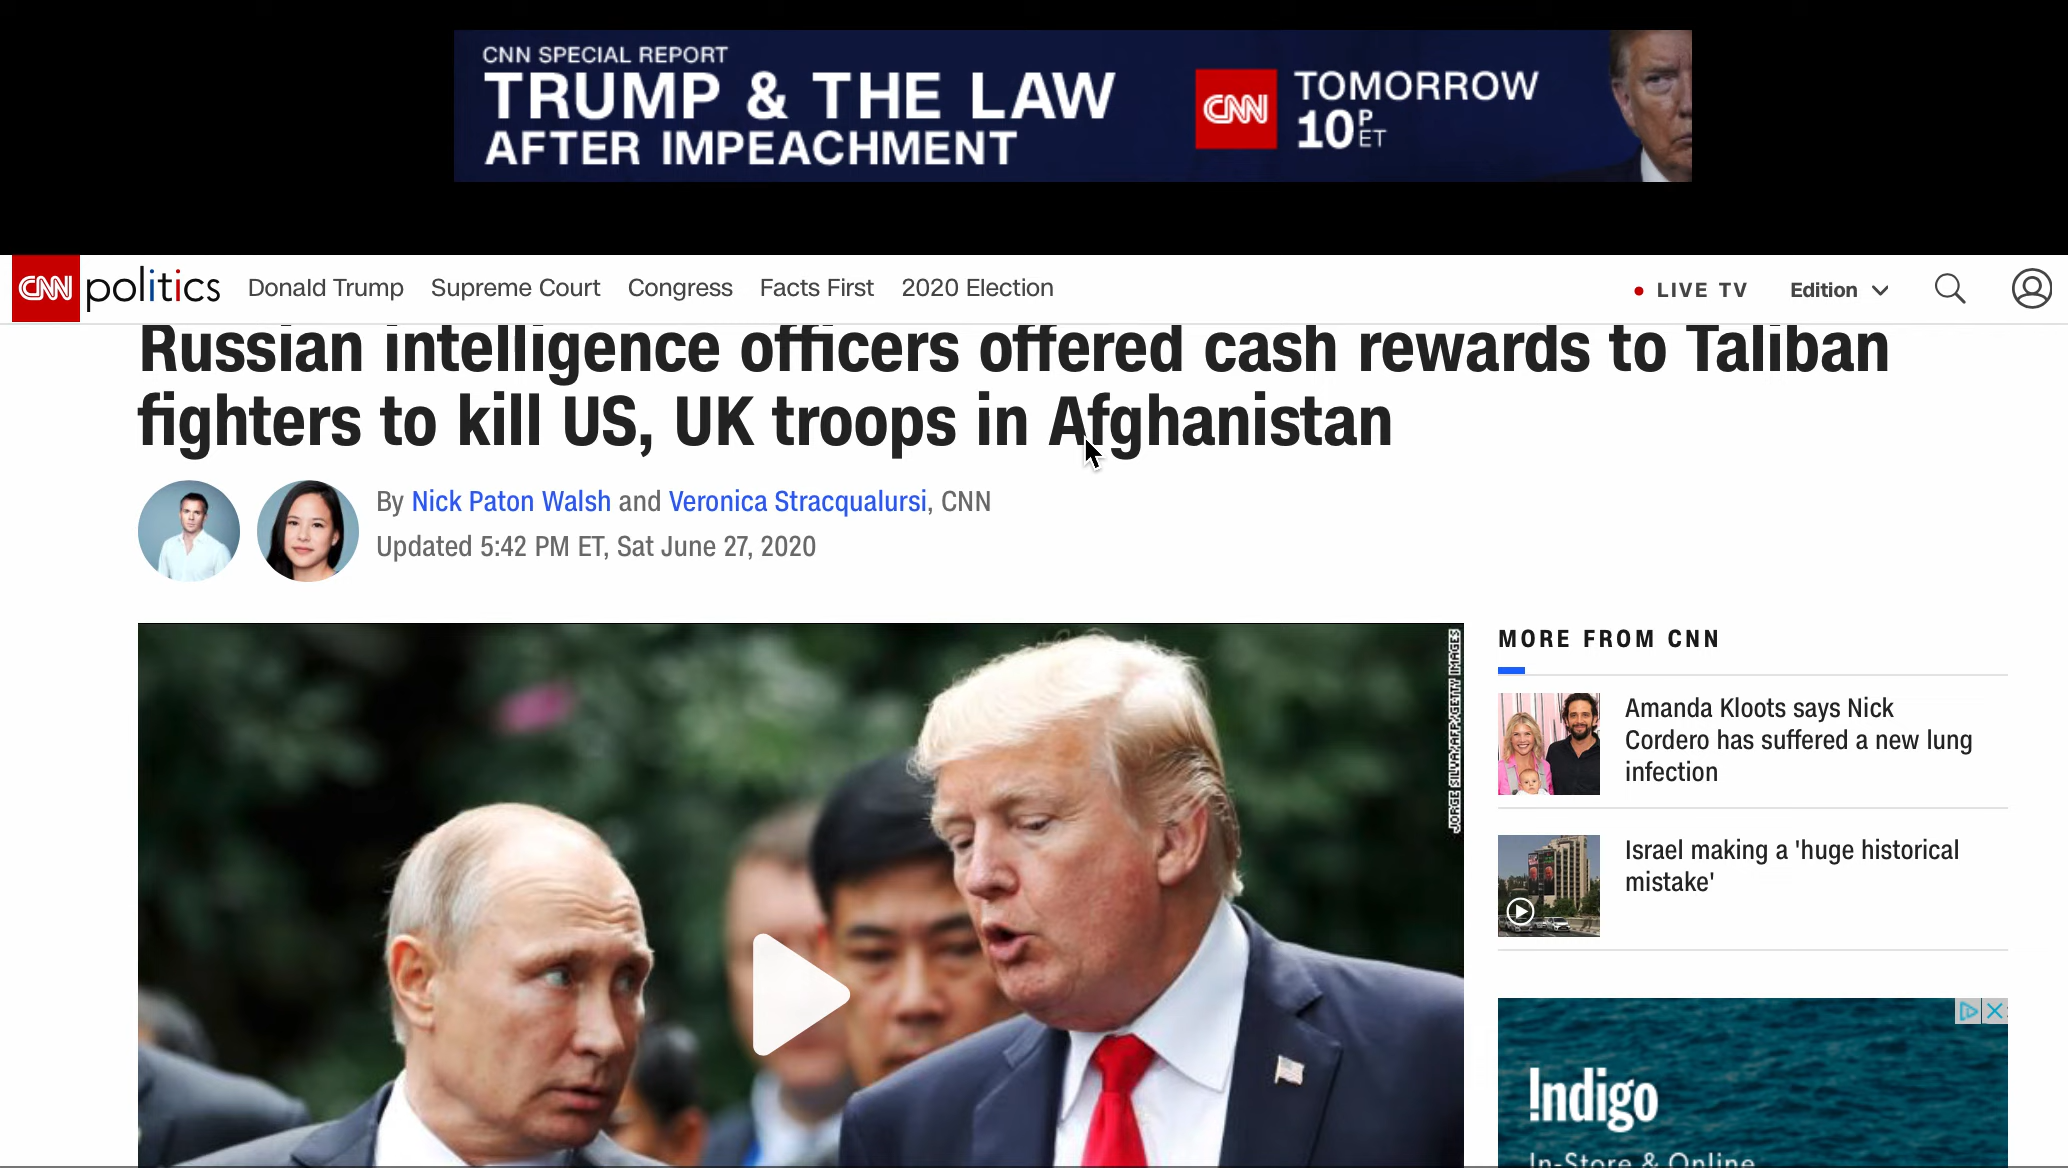 CNN SPECIAL REPORT
TRUMP & THE LAW
AFTER IMPEACHMENT
CNN
TOMORROW
10P ET
CNN politics Donald Trump Supreme Court Congress Facts First 2020 Election LIVE TV Edition
Russian intelligence officers offered cash rewards to Taliban
fighters to kill US, UK troops in Afghanistan
By Nick Paton Walsh and Veronica Stracqualursi, CNN
Updated 5:42 PM ET, Sat June 27, 2020
JORGE SILVA/AFP/GETTY IMAGES
MORE FROM CNN
Amanda Kloots says Nick
Cordero has suffered a new lung
infection
Israel making a 'huge historical
mistake'
Indigo
In-Store & Online